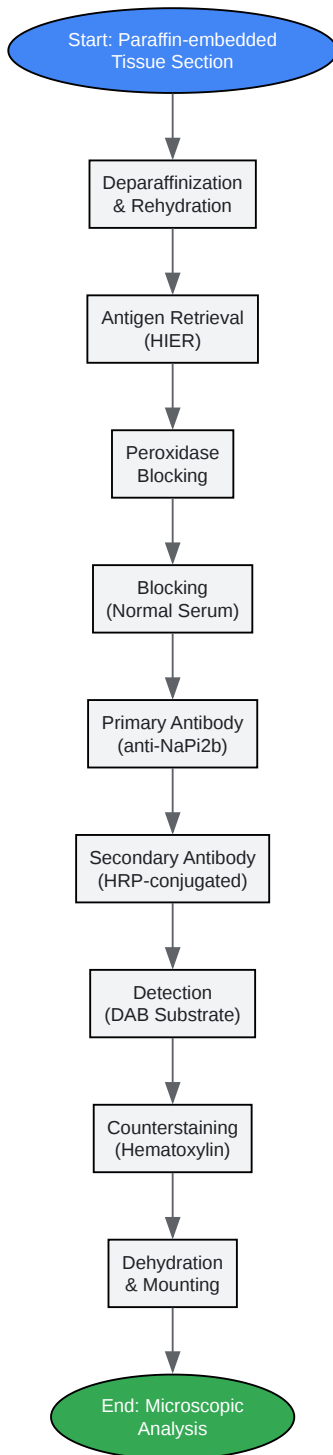 Start: Paraffin-embedded
Tissue Section
Deparaffinization
& Rehydration
Antigen Retrieval
(HIER)
Peroxidase
Blocking
Blocking
(Normal Serum)
Primary Antibody
(anti-NaPi2b)
Secondary Antibody
(HRP-conjugated)
Detection
(DAB Substrate)
Counterstaining
(Hematoxylin)
Dehydration
& Mounting
End: Microscopic
Analysis